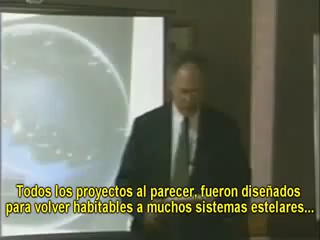 Todos los proyectos al parecer, fueron diseñados
para volver habitables a muchos sistemas estelares...